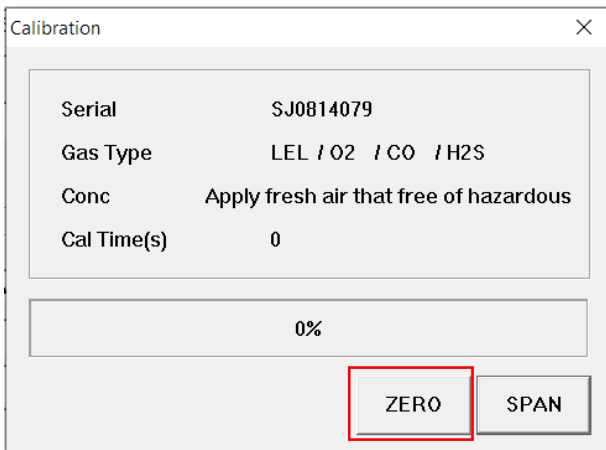 Calibration
Serial SJ0814079
Gas Type LEL / O2 / CO / H2S
Conc Apply fresh air that free of hazardous
Cal Time(s) 0
0%
ZERO SPAN